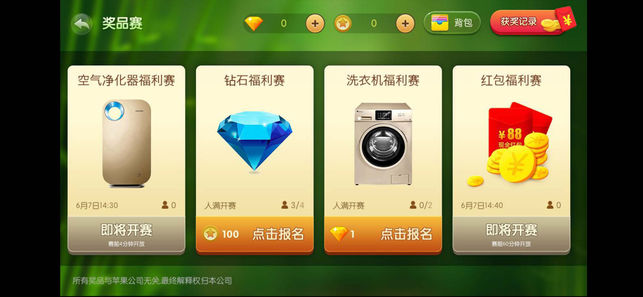 奖品赛
0
0
背包
获奖记录
空气净化器福利赛
钻石福利赛
洗衣机福利赛
红包福利赛
¥88
现金红包
6月7日14:30
0
人满开赛
3/4
人满开赛
0/2
6月7日14:40
0
即将开赛
赛前4分钟开放
100
点击报名
1
点击报名
即将开赛
赛前60分钟开放
所有奖品与苹果公司无关,最终解释权归本公司